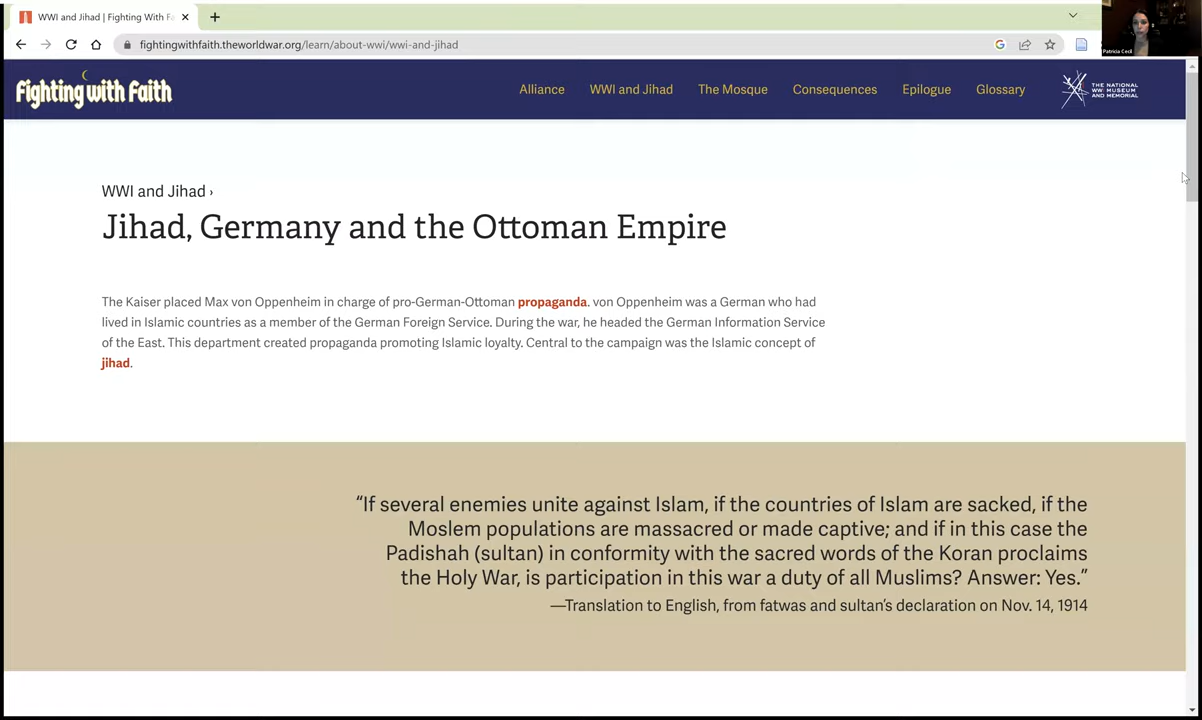 WWI and Jihad | Fighting With Fa
fightingwithfaith.theworldwar.org/learn/about-wwi/wwi-and-jihad
Patricia Cecil
Fighting with Faith
Alliance
WWI and Jihad
The Mosque
Consequences
Epilogue
Glossary
THE NATIONAL
WWI MUSEUM
AND MEMORIAL
WWI and Jihad ›
Jihad, Germany and the Ottoman Empire
The Kaiser placed Max von Oppenheim in charge of pro-German-Ottoman propaganda. von Oppenheim was a German who had
lived in Islamic countries as a member of the German Foreign Service. During the war, he headed the German Information Service
of the East. This department created propaganda promoting Islamic loyalty. Central to the campaign was the Islamic concept of
jihad.
“If several enemies unite against Islam, if the countries of Islam are sacked, if the
Moslem populations are massacred or made captive; and if in this case the
Padishah (sultan) in conformity with the sacred words of the Koran proclaims
the Holy War, is participation in this war a duty of all Muslims? Answer: Yes.”
—Translation to English, from fatwas and sultan’s declaration on Nov. 14, 1914